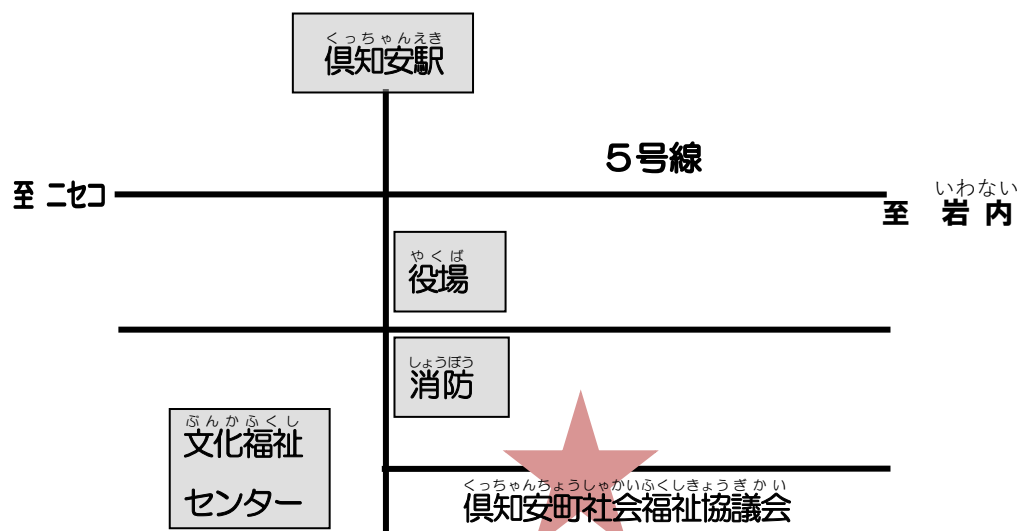 くっちゃんえき
倶知安駅
５号線
至 ニセコ
いわない
至 岩内
やくば
役場
しょうぼう
消防
ぶんかふくし
文化福祉
センター
くっちゃんちょうしゃかいふくしきょうぎかい
倶知安町社会福祉協議会